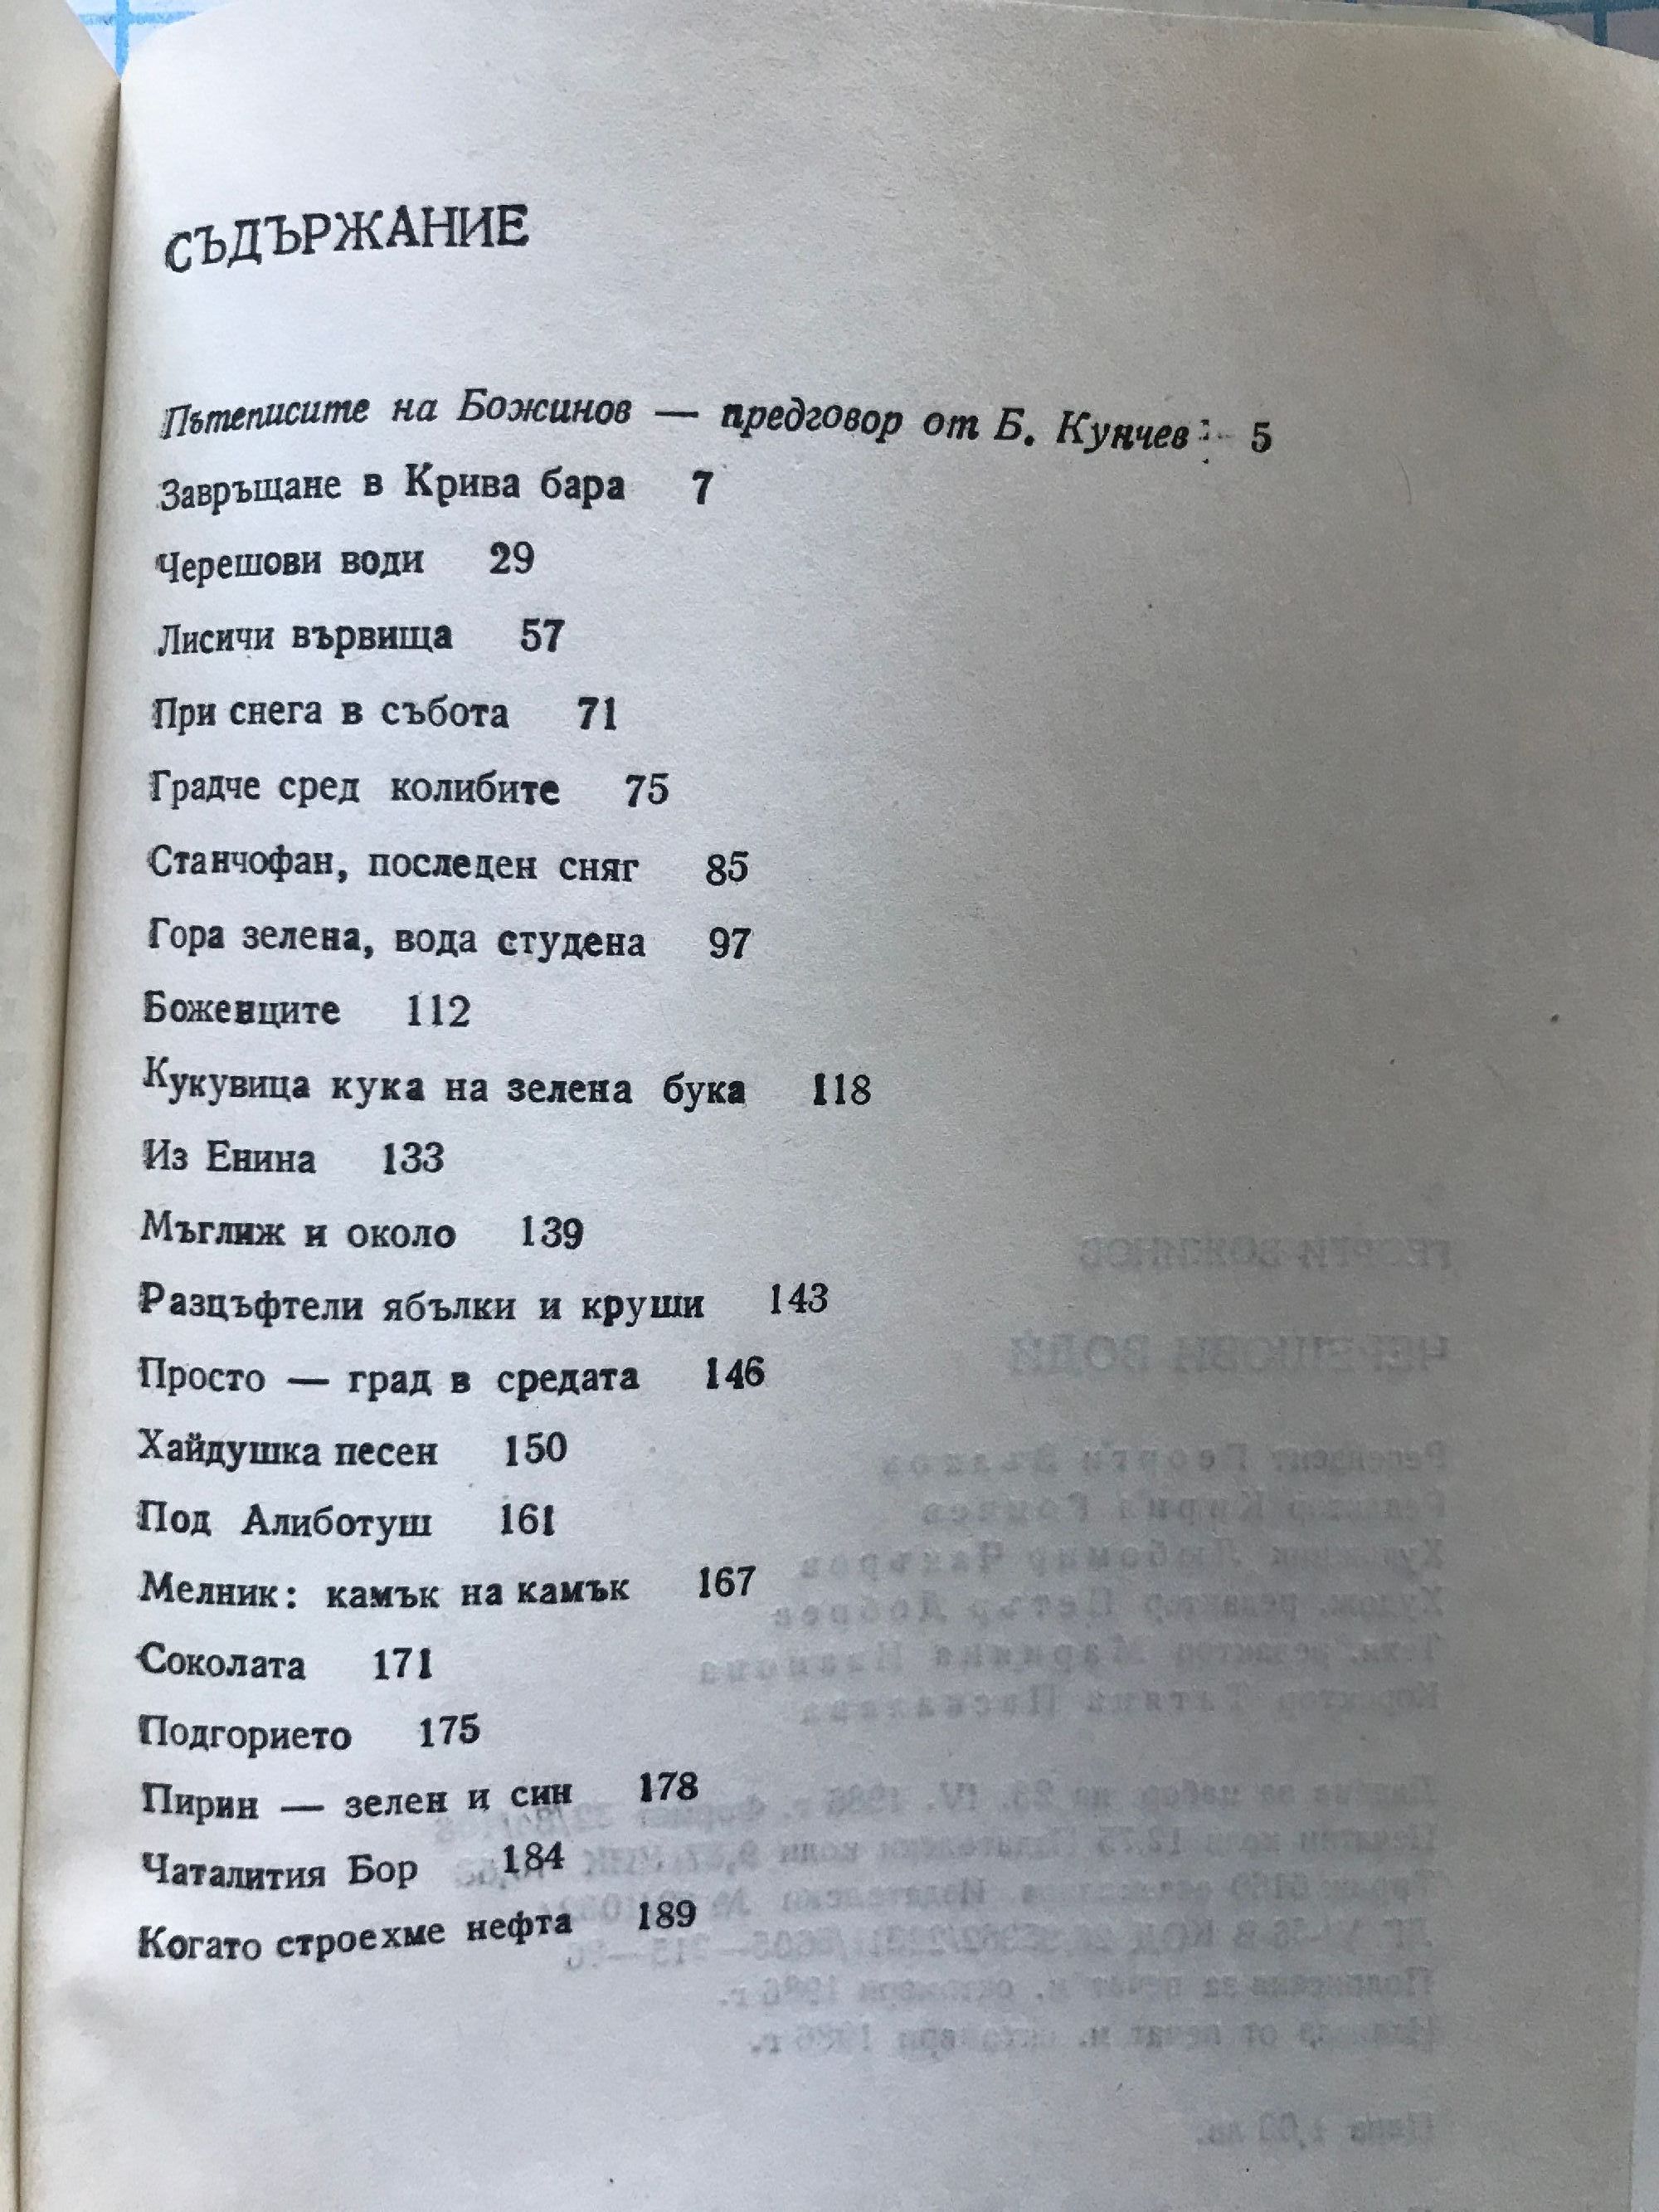 СЪДЪРЖАНИЕ
Пътеписите на Божинов — предговор от Б. Кунчев 5
Завръщане в Крива бара 7
Черешови води 29
Лисичи вървища 57
При снега в събота 71
Градче сред колибите 75
Станчофан, последен сняг 85
Гора зелена, вода студена 97
Боженците 112
Кукувица кука на зелена бука 118
Из Енина 133
Мъглиж и около 139
Разцъфтели ябълки и круши 143
Просто — град в средата 146
Хайдушка песен 150
Под Алиботуш 161
Мелник: камък на камък 167
Соколата 171
Подгорието 175
Пирин — зелен и син 178
Чаталития Бор 184
Когато строехме нефта 189